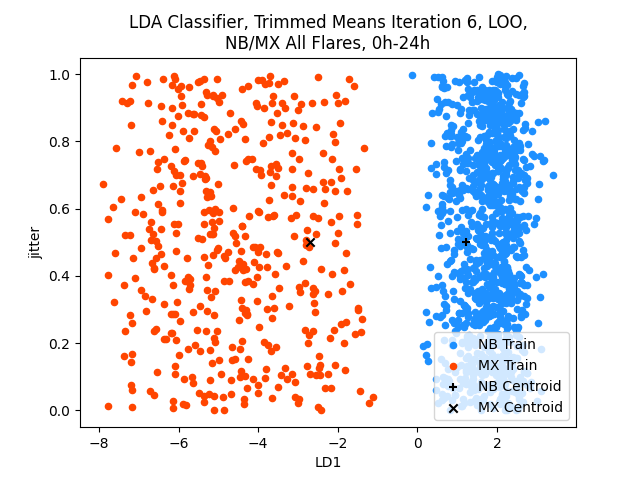 LDA Classifier, Trimmed Means Iteration 6, LOO,
NB/MX All Flares, 0h-24h
1.0
0.8
0.6
0.4
0.2
0.0
jitter
NB Train
MX Train
NB Centroid
MX Centroid
−8 −6 −4 −2 0 2
LD1